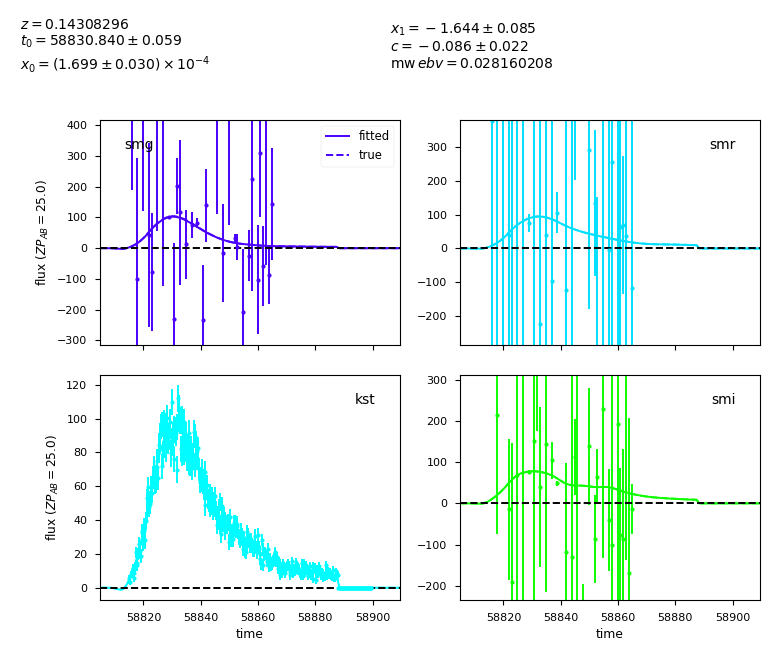 z = 0.14308296
t₀ = 58830.840 ± 0.059
x₀ = (1.699 ± 0.030) × 10⁻⁴
x₁ = −1.644 ± 0.085
c = −0.086 ± 0.022
mw ebv = 0.028160208
smg
fitted
true
flux (ZP_AB = 25.0)
400
300
200
100
0
−100
−200
−300
smr
300
200
100
0
−100
−200
kst
flux (ZP_AB = 25.0)
120
100
80
60
40
20
0
58820 58840 58860 58880 58900
time
smi
300
200
100
0
−100
−200
58820 58840 58860 58880 58900
time